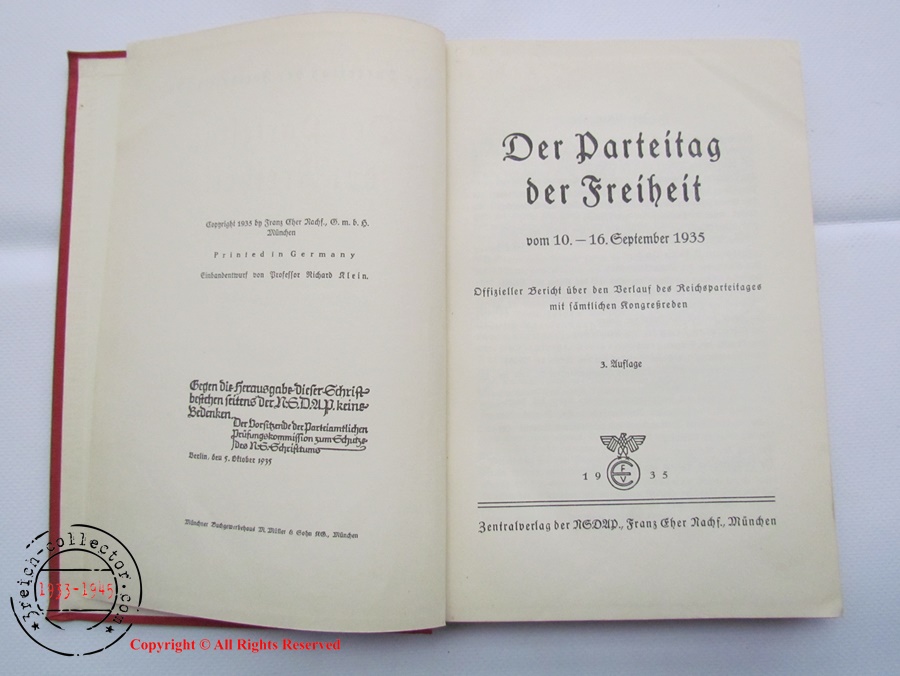 Copyright 1935 by Franz Eher Nachf., G. m. b. H.
München
Printed in Germany
Einbandentwurf von Professor Richard Klein.
Gegen die Herausgabe dieser Schrift
bestehen seitens der N.S.D.A.P. keine
Bedenken.
Der Vorsitzende der Parteiamtlichen
Prüfungskommission zum Schutze
des N.S. Schrifttums
Berlin, den 5. Oktober 1935
Münchner Buchgewerbehaus M. Müller & Sohn KG., München
Der Parteitag
der Freiheit
vom 10. – 16. September 1935
Offizieller Bericht über den Verlauf des Reichsparteitages
mit sämtlichen Kongreßreden
3. Auflage
19 FEV 35
Zentralverlag der NSDAP., Franz Eher Nachf., München
3reich-collector.com
1933-1945
Copyright © All Rights Reserved